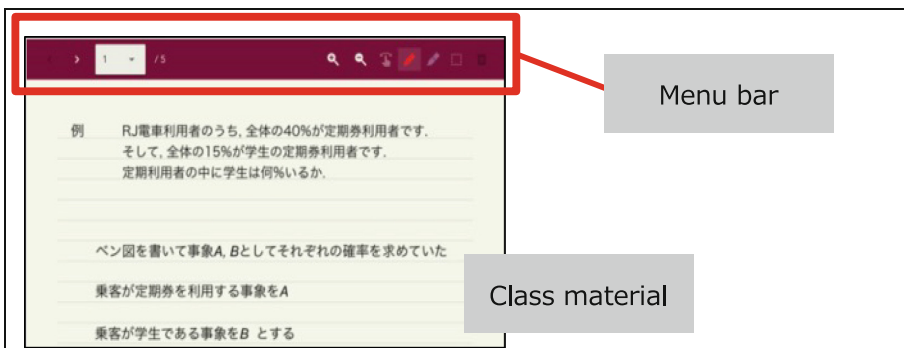 1 /5
Menu bar
例 RJ電車利用者のうち, 全体の40%が定期券利用者です.
そして, 全体の15%が学生の定期券利用者です.
定期利用者の中に学生は何%いるか.
ベン図を書いて事象A, Bとしてそれぞれの確率を求めていた
乗客が定期券を利用する事象をA
Class material
乗客が学生である事象をB とする